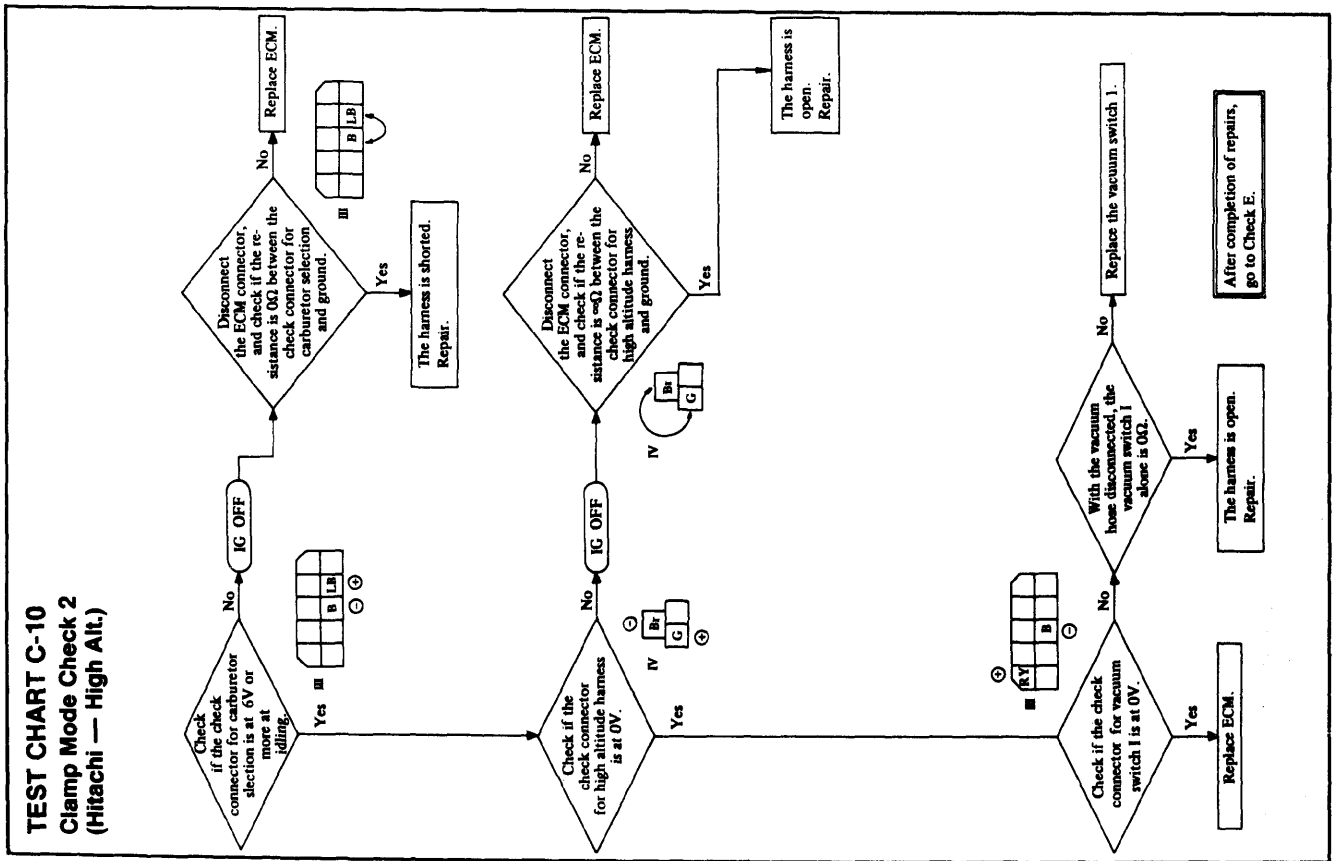 TEST CHART C-10
Clamp Mode Check 2
(Hitachi — High Alt.)
Check
if the check
connector for carburetor
slection is at 6V or
more at
idling.
No
Yes
III
B LB
⊖ ⊕
IG OFF
Disconnect
the ECM connector,
and check if the re-
sistance is 0Ω between the
check connector for
carburetor selection
and ground.
No
Replace ECM.
III
B LB
Yes
The harness is shorted.
Repair.
Check if the
check connector
for high altitude harness
is at 0V.
No
Yes
⊖
IV
Br
G
⊕
IG OFF
Disconnect
the ECM connector,
and check if the re-
sistance is ∞Ω between the
check connector for
high altitude harness
and ground.
No
Replace ECM.
IV
Br
G
Yes
The harness is
open.
Repair.
Check if the check
connector for vacuum
switch I is at 0V.
No
⊕
III
RY
B
⊖
Yes
Replace ECM.
With the vacuum
hose disconnected, the
vacuum switch I
alone is 0Ω.
No
Replace the vacuum switch 1.
Yes
The harness is open.
Repair.
After completion of repairs,
go to Check E.